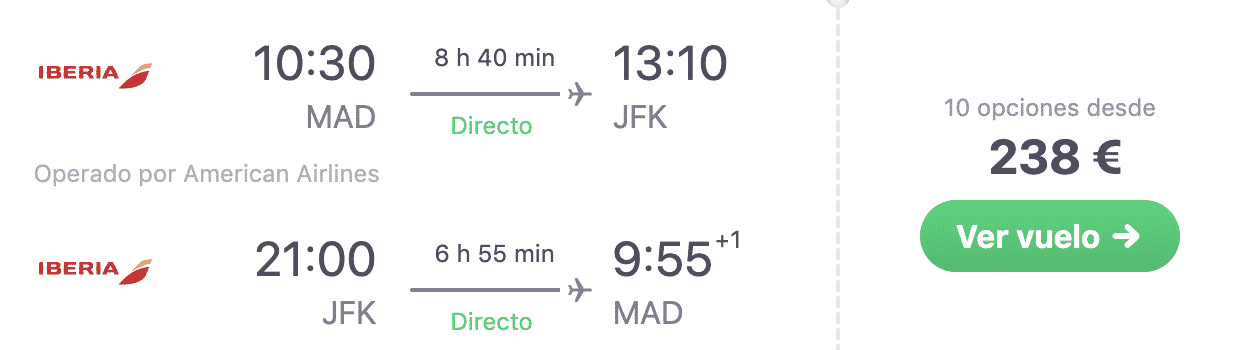 IBERIA
10:30
8 h 40 min
13:10
MAD
Directo
JFK
Operado por American Airlines
IBERIA
21:00
6 h 55 min
9:55+1
JFK
Directo
MAD
10 opciones desde
238 €
Ver vuelo →